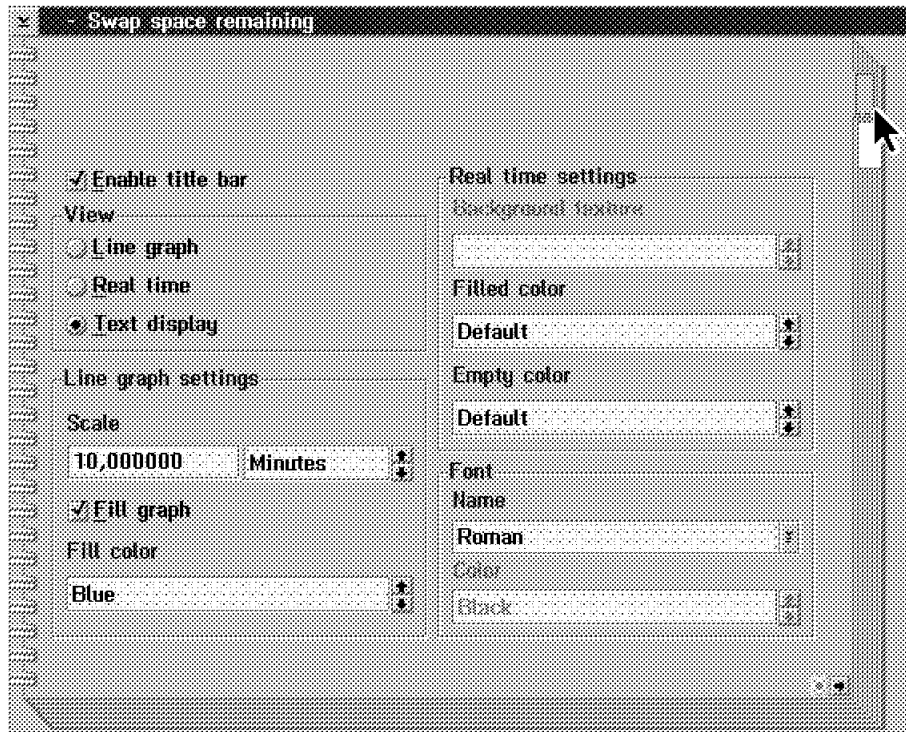 - Swap space remaining
Enable title bar
View
Line graph
Real time
Text display
Line graph settings
Scale
10,000000 Minutes
Fill graph
Fill color
Blue
Real time settings
Background texture
Filled color
Default
Empty color
Default
Font
Name
Roman
Color
Black